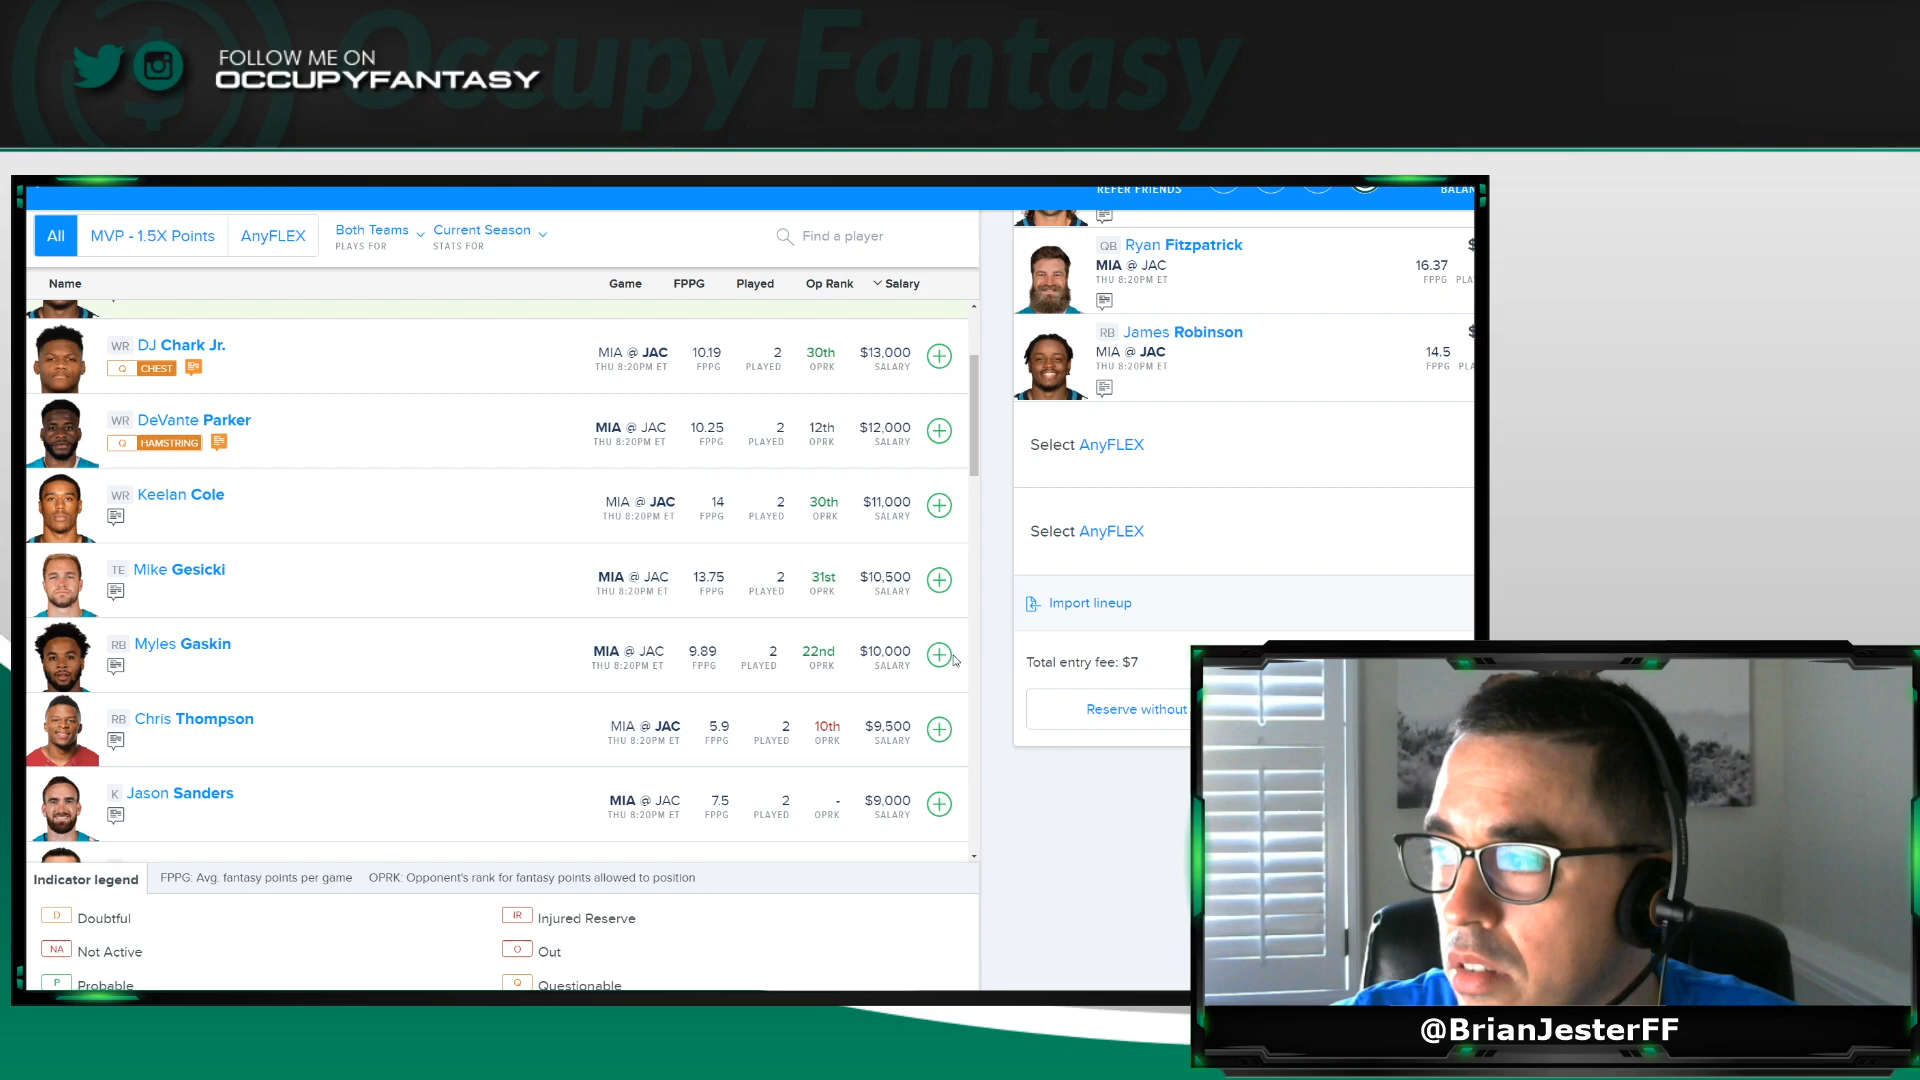 Occupy Fantasy
FOLLOW ME ON
OCCUPYFANTASY
REFER FRIENDS
BALAN
All
MVP - 1.5X Points
AnyFLEX
Both Teams
PLAYS FOR
Current Season
STATS FOR
Find a player
Name Game FPPG Played Op Rank Salary
WR DJ Chark Jr. MIA @ JAC 10.19 2 30th $13,000
Q CHEST THU 8:20PM ET FPPG PLAYED OPRK SALARY
WR DeVante Parker MIA @ JAC 10.25 2 12th $12,000
Q HAMSTRING THU 8:20PM ET FPPG PLAYED OPRK SALARY
WR Keelan Cole MIA @ JAC 14 2 30th $11,000
THU 8:20PM ET FPPG PLAYED OPRK SALARY
TE Mike Gesicki MIA @ JAC 13.75 2 31st $10,500
THU 8:20PM ET FPPG PLAYED OPRK SALARY
RB Myles Gaskin MIA @ JAC 9.89 2 22nd $10,000
THU 8:20PM ET FPPG PLAYED OPRK SALARY
RB Chris Thompson MIA @ JAC 5.9 2 10th $9,500
THU 8:20PM ET FPPG PLAYED OPRK SALARY
K Jason Sanders MIA @ JAC 7.5 2 - $9,000
THU 8:20PM ET FPPG PLAYED OPRK SALARY
Indicator legend
FPPG: Avg. fantasy points per game OPRK: Opponent's rank for fantasy points allowed to position
D Doubtful
IR Injured Reserve
NA Not Active
O Out
P Probable
Q Questionable
QB Ryan Fitzpatrick $
MIA @ JAC 16.37
THU 8:20PM ET FPPG PLA
RB James Robinson $
MIA @ JAC 14.5
THU 8:20PM ET FPPG PLA
Select AnyFLEX
Select AnyFLEX
Import lineup
Total entry fee: $7
Reserve without
@BrianJesterFF